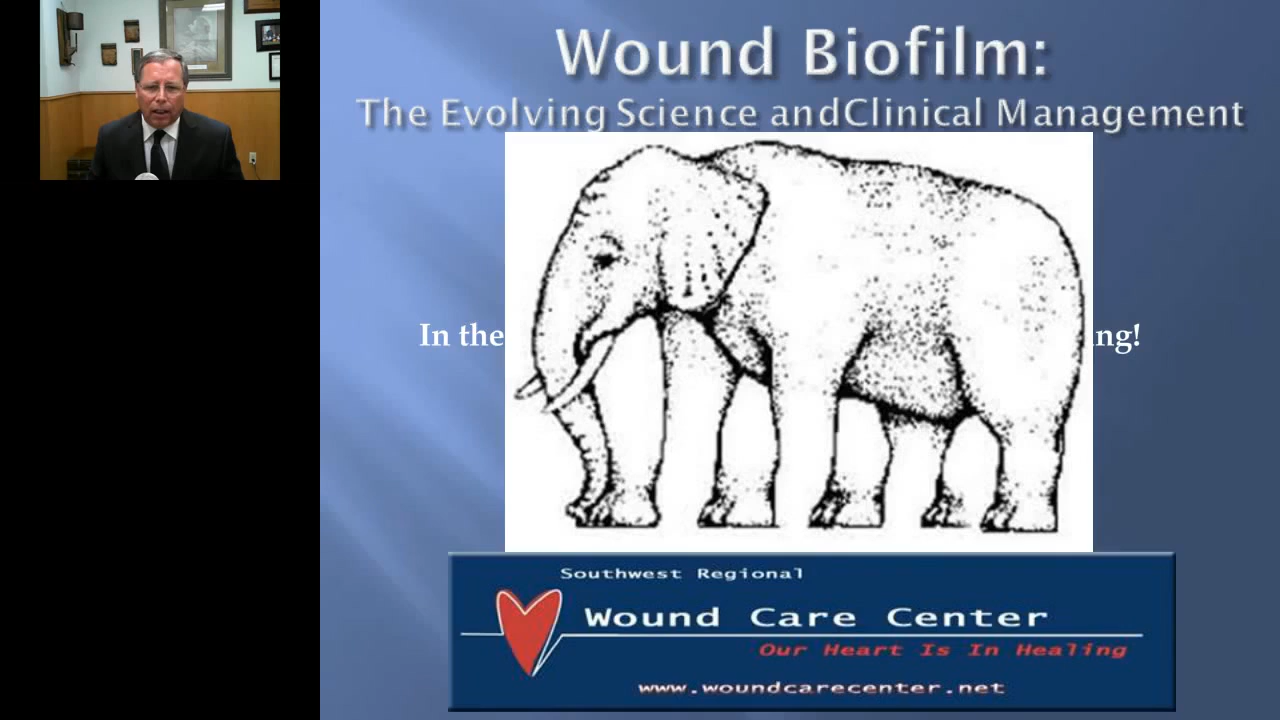 Wound Biofilm:
The Evolving Science andClinical Management
In the ng!
Southwest Regional
Wound Care Center
Our Heart Is In Healing
www.woundcarecenter.net